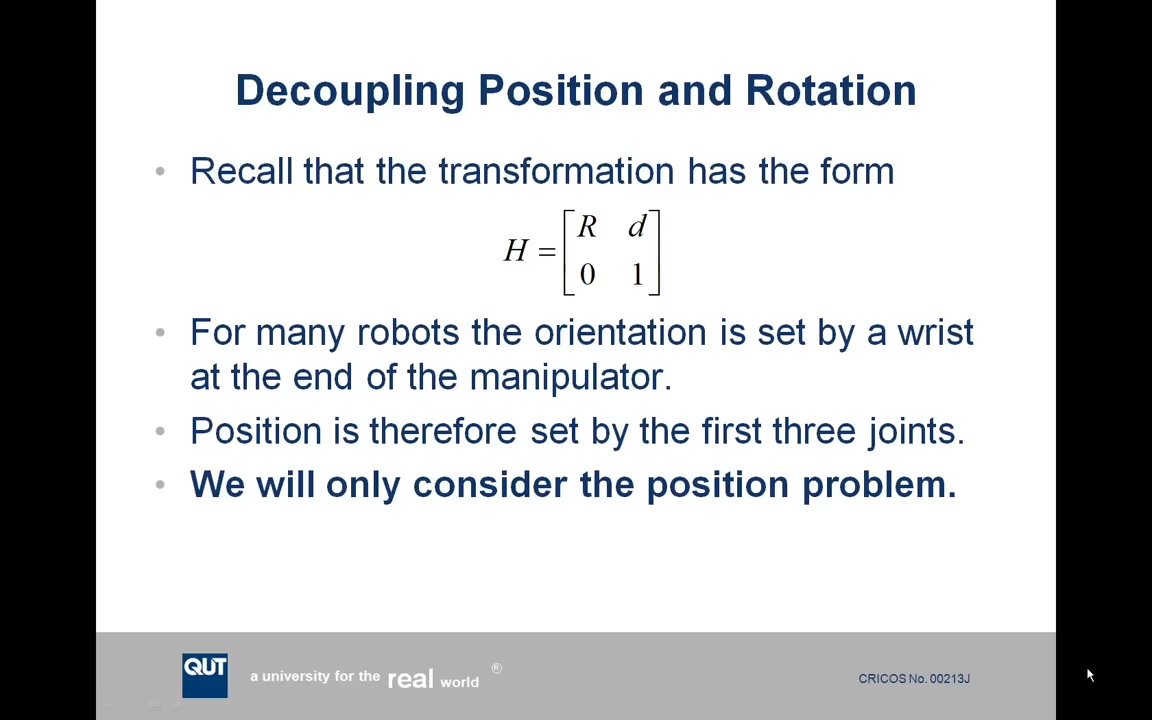 Decoupling Position and Rotation
• Recall that the transformation has the form
H = [ R d
0 1 ]
• For many robots the orientation is set by a wrist
at the end of the manipulator.
• Position is therefore set by the first three joints.
• We will only consider the position problem.
QUT a university for the real world ® CRICOS No. 00213J